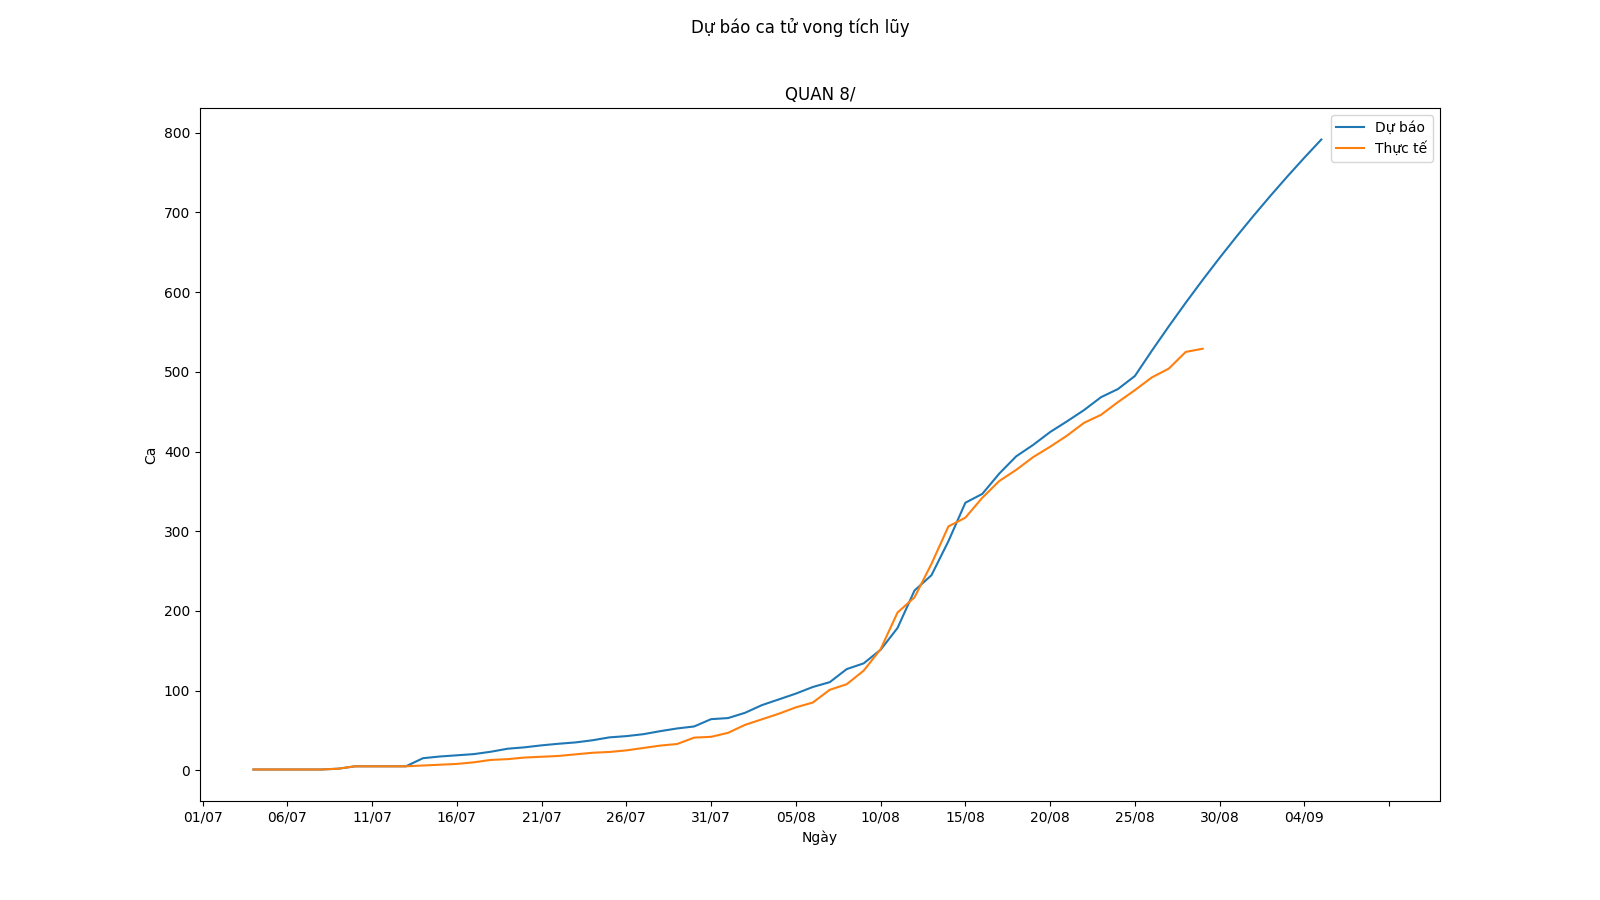 Dự báo ca tử vong tích lũy
QUAN 8/
Dự báo
Thực tế
800
700
600
500
400
300
200
100
0
Ca
01/07 06/07 11/07 16/07 21/07 26/07 31/07 05/08 10/08 15/08 20/08 25/08 30/08 04/09
Ngày